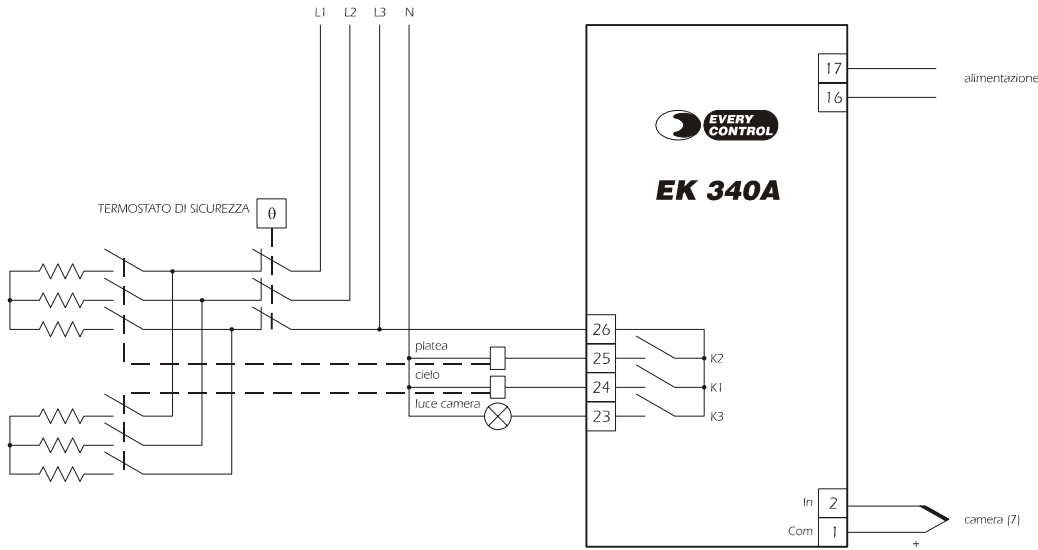 L1 L2 L3 N
17
alimentazione
16
EVERY
CONTROL
EK 340A
TERMOSTATO DI SICUREZZA θ
26
platea
25 K2
cielo
24 K1
luce camera
23 K3
In 2
camera (7)
Com 1
+